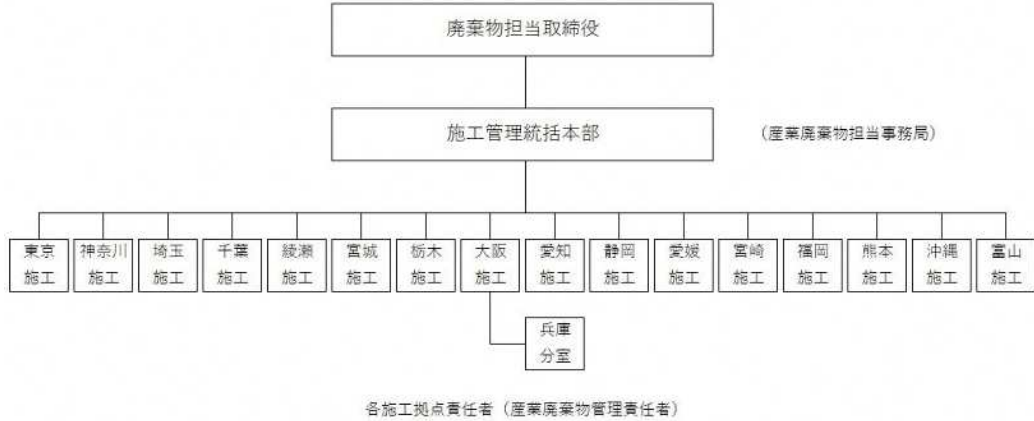 廃棄物担当取締役
施工管理統括本部
（産業廃棄物担当事務局）
東京
施工
神奈川
施工
埼玉
施工
千葉
施工
綾瀬
施工
宮城
施工
栃木
施工
大阪
施工
愛知
施工
静岡
施工
愛媛
施工
宮崎
施工
福岡
施工
熊本
施工
沖縄
施工
富山
施工
兵庫
分室
各施工拠点責任者（産業廃棄物管理責任者）